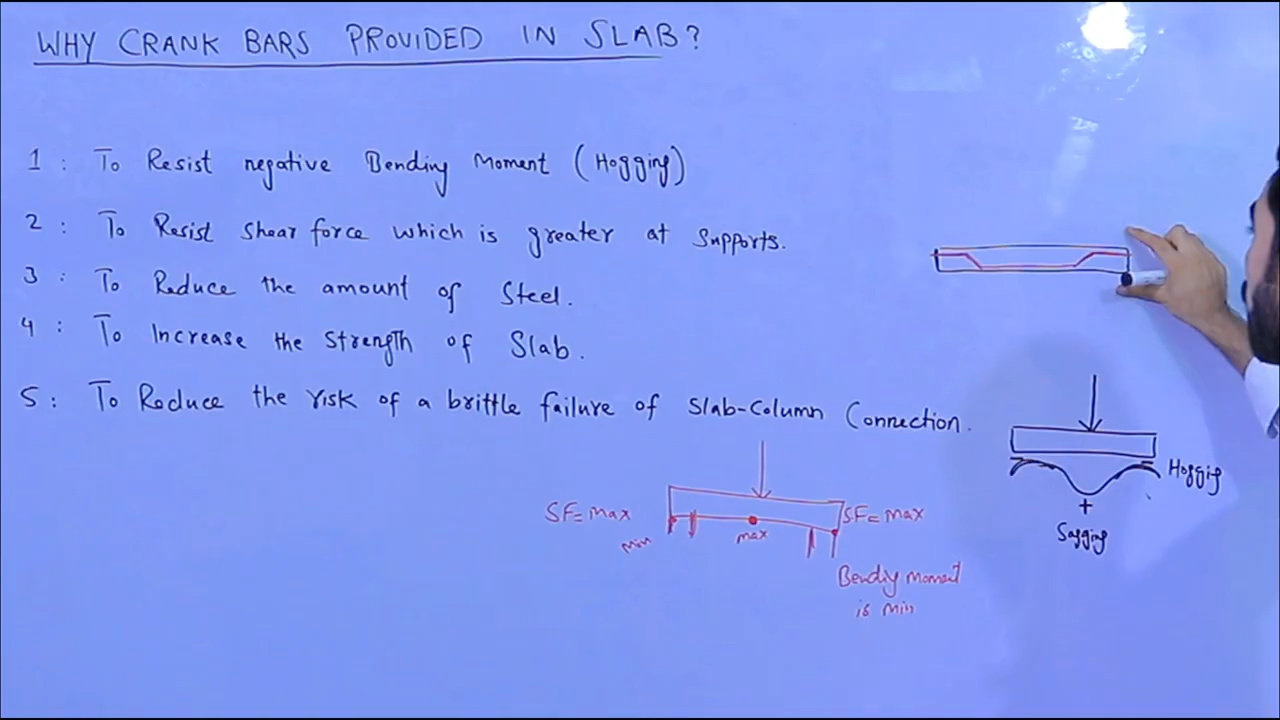 WHY CRANK BARS PROVIDED IN SLAB?
1 : To Resist negative Bending Moment (Hogging)
2 : To Resist Shear force which is greater at Supports.
3 : To Reduce the amount of Steel.
4 : To Increase the Strength of Slab.
5 : To Reduce the risk of a brittle failure of Slab-Column Connection.
SF= max
min
max
SF= max
Bending moment
is min
Hogging
+
Sagging